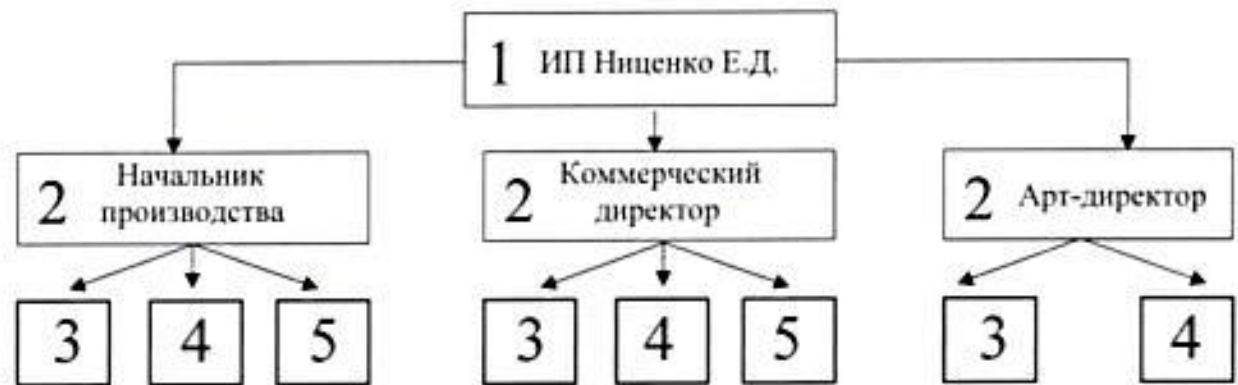 1 ИП Ниценко Е.Д.
2 Начальник
производства
2 Коммерческий
директор
2 Арт-директор
3 4 5
3 4 5
3 4